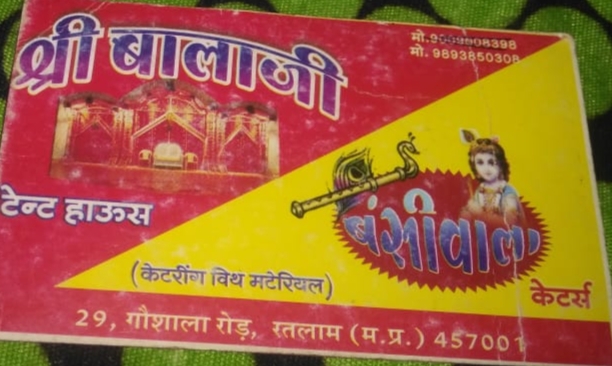 श्री बालाजी
मो.
मो. 9893850308
टेन्ट हाऊस
बंसीवाला
(केटरींग विथ मटेरियल)
केटर्स
29, गौशाला रोड़, रतलाम (म.प्र.) 457001